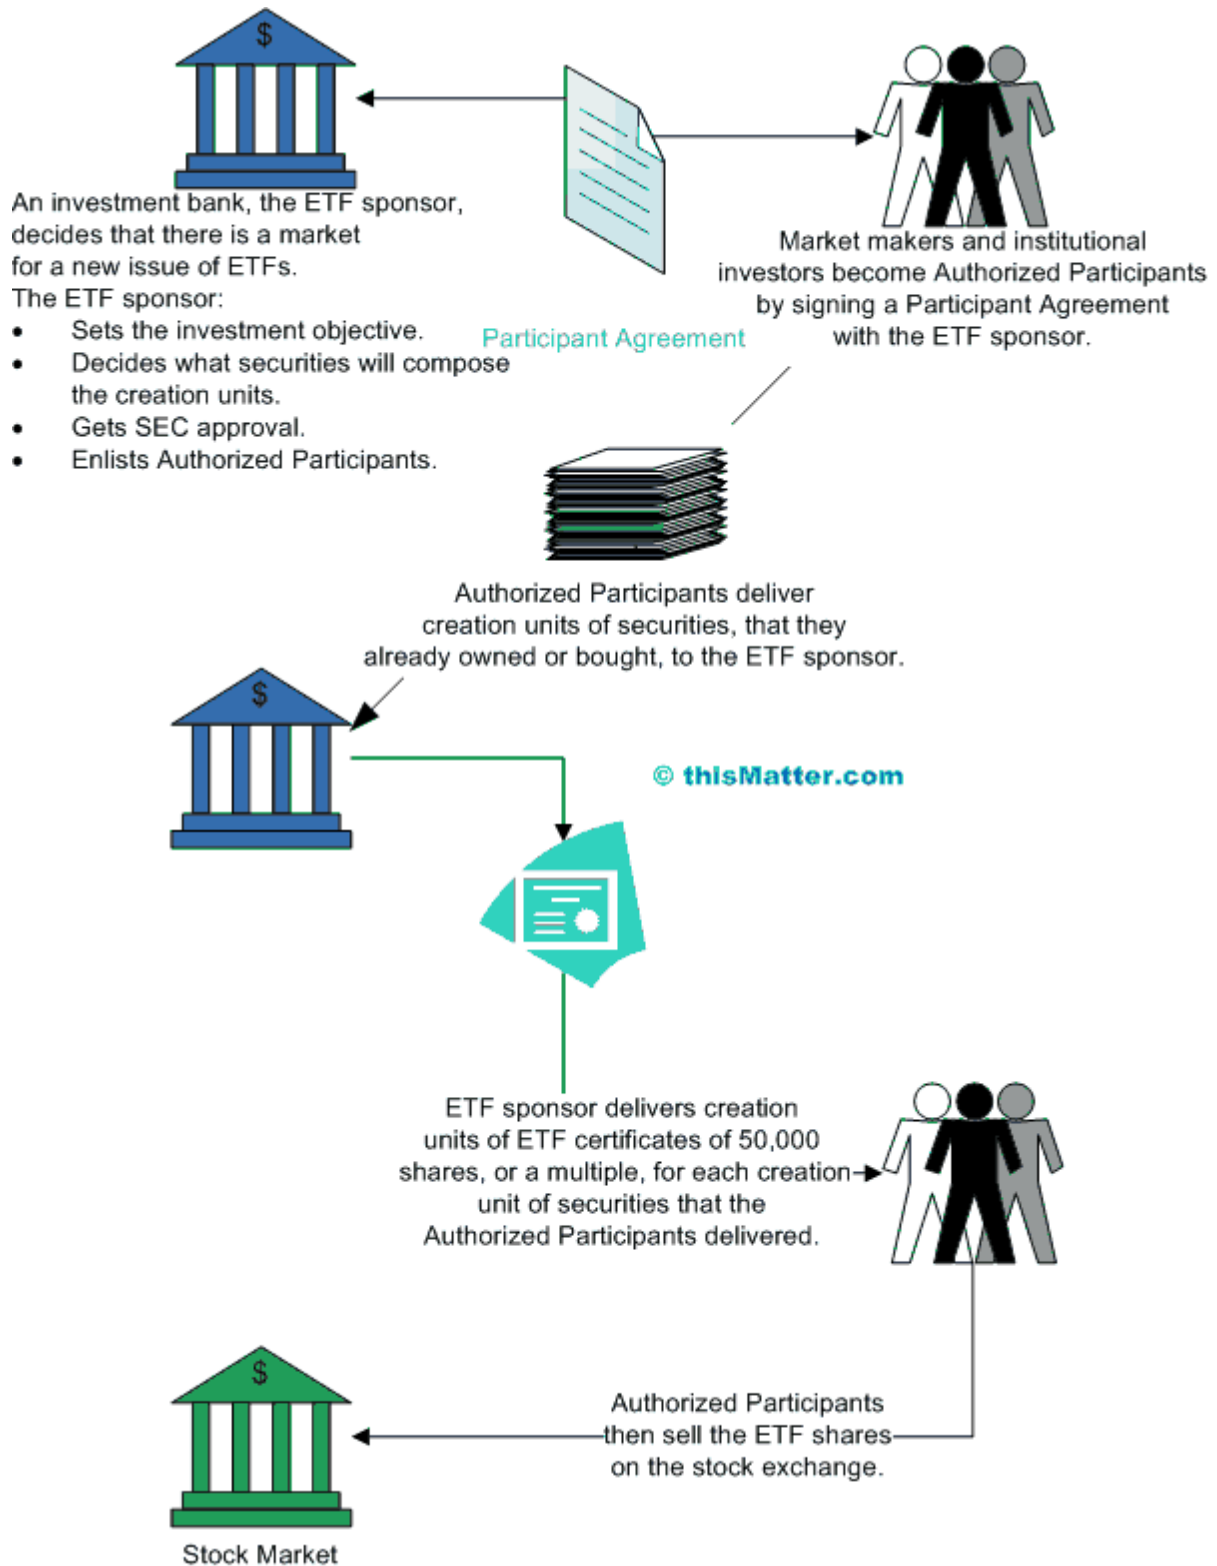 $
An investment bank, the ETF sponsor,
decides that there is a market
for a new issue of ETFs.
The ETF sponsor:
• Sets the investment objective.
• Decides what securities will compose
the creation units.
• Gets SEC approval.
• Enlists Authorized Participants.
Participant Agreement
Market makers and institutional
investors become Authorized Participants
by signing a Participant Agreement
with the ETF sponsor.
Authorized Participants deliver
creation units of securities, that they
already owned or bought, to the ETF sponsor.
$
© thisMatter.com
ETF sponsor delivers creation
units of ETF certificates of 50,000
shares, or a multiple, for each creation
unit of securities that the
Authorized Participants delivered.
$
Authorized Participants
then sell the ETF shares
on the stock exchange.
Stock Market